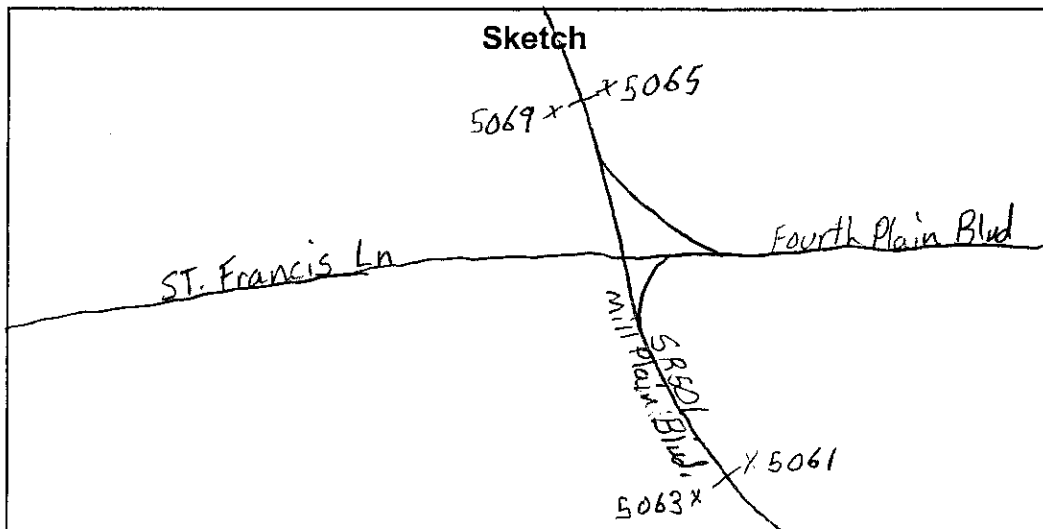 Sketch
5069 x x 5065
Fourth Plain Blvd
ST. Francis Ln
SR501
Mill Plain Blvd.
5063 x x 5061